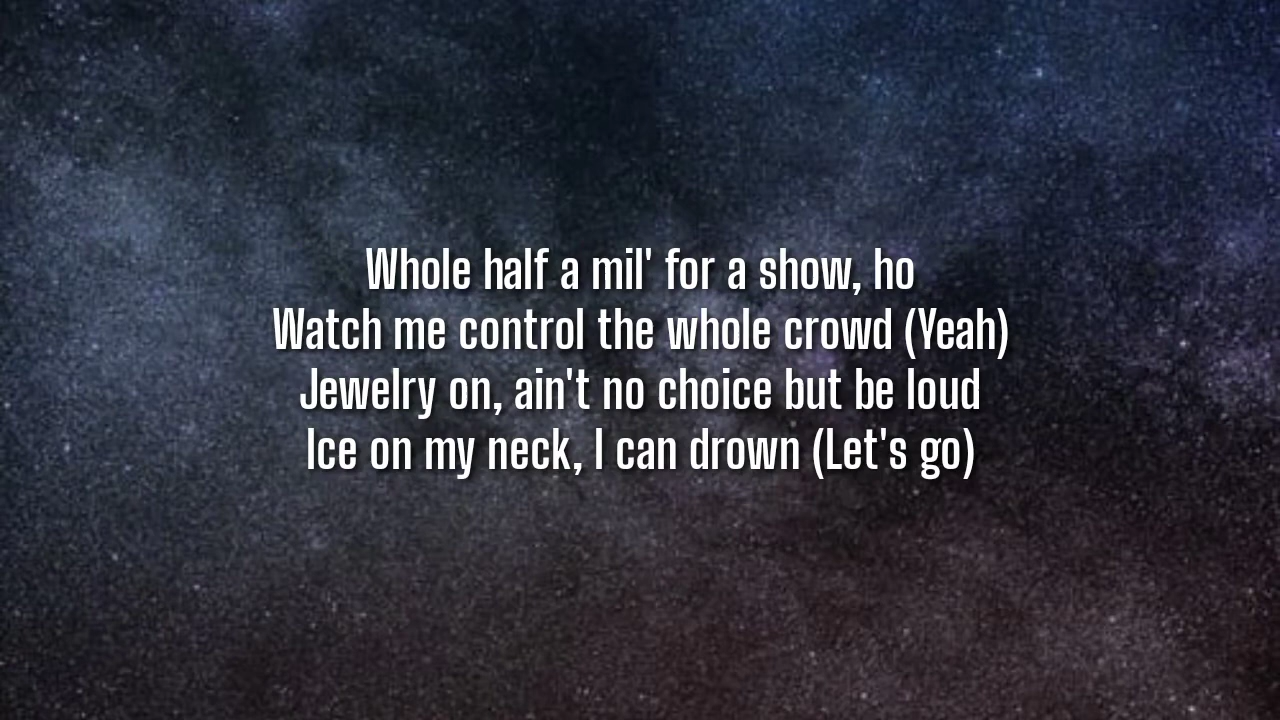 Whole half a mil' for a show, ho
Watch me control the whole crowd (Yeah)
Jewelry on, ain't no choice but be loud
Ice on my neck, I can drown (Let's go)